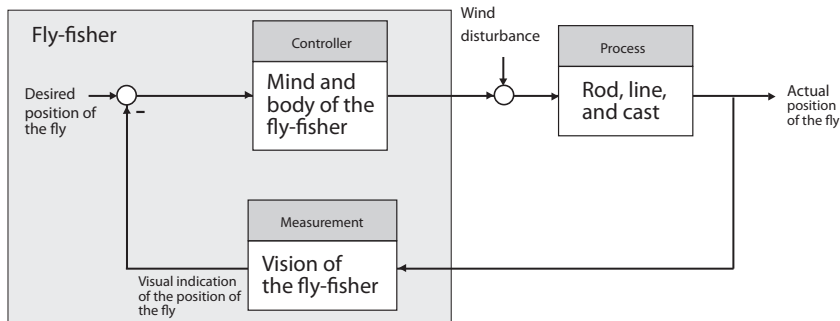 Fly-fisher
Controller
Mind and
body of the
fly-fisher
Wind
disturbance
Process
Rod, line,
and cast
Desired
position of
the fly
-
Actual
position
of the fly
Measurement
Vision of
the fly-fisher
Visual indication
of the position of
the fly